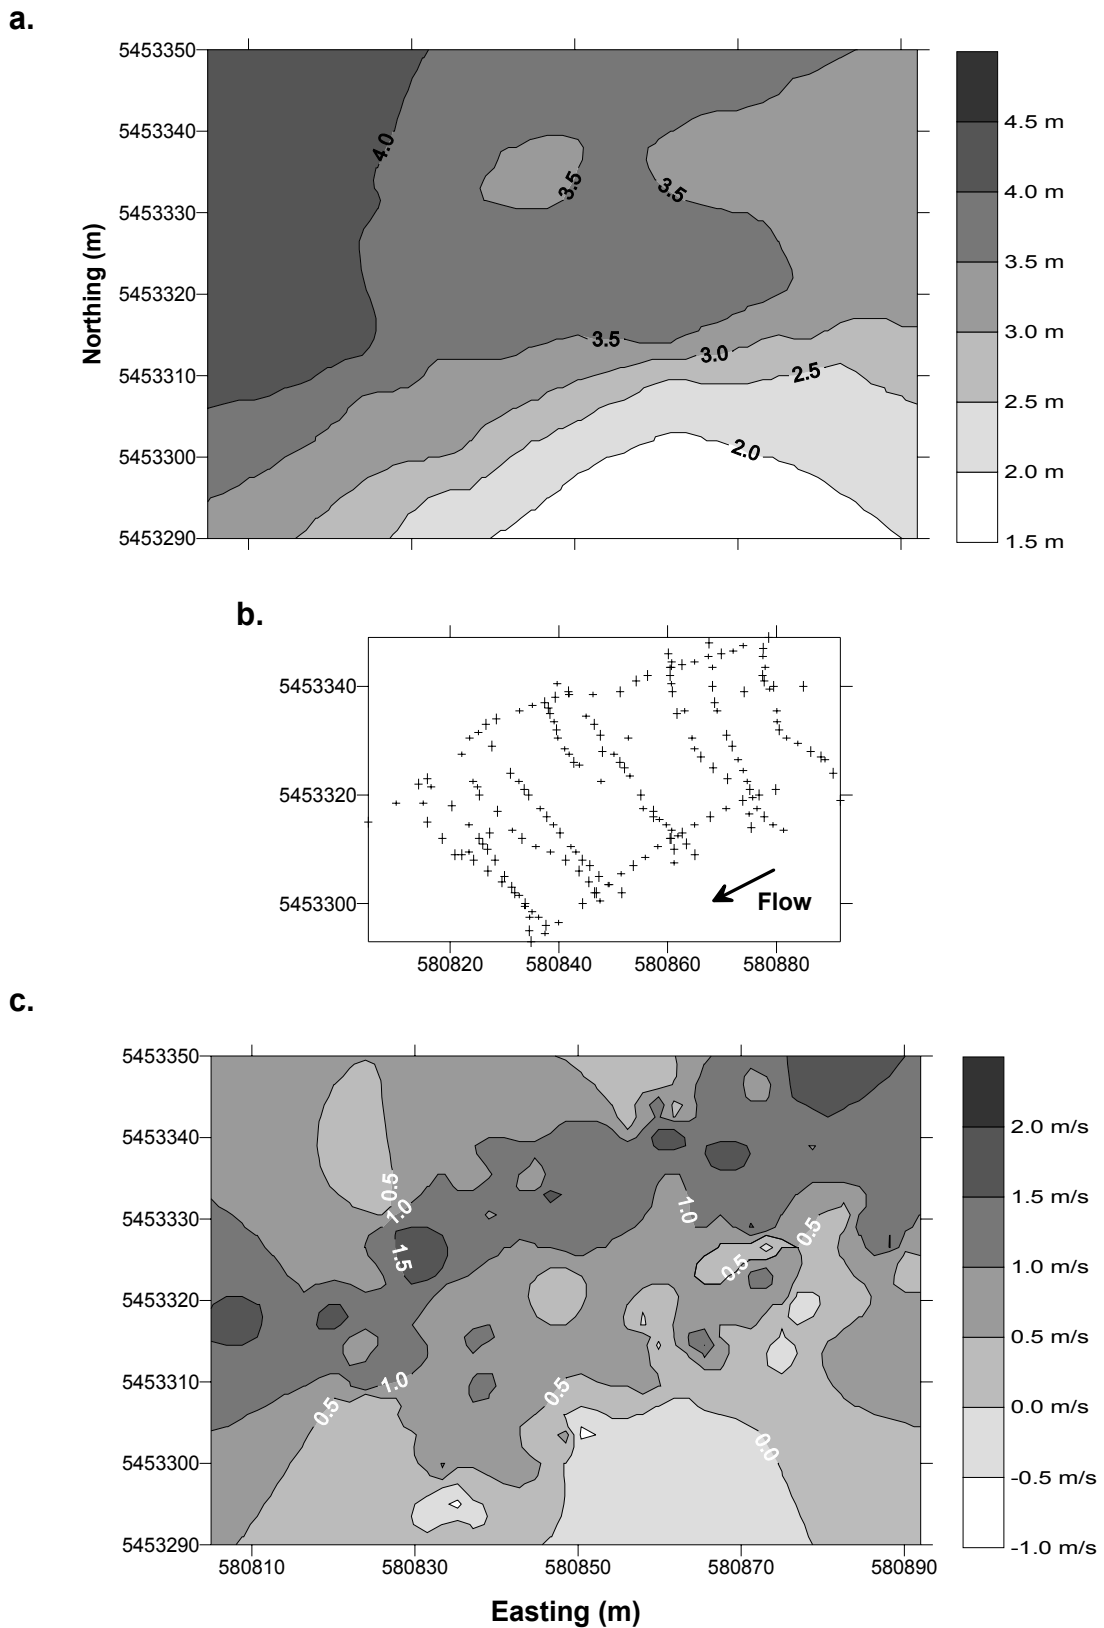 a.
5453350
5453340
5453330
5453320
5453310
5453300
5453290
Northing (m)
4.0
3.5
3.5
3.5
3.0
2.5
2.0
4.5 m
4.0 m
3.5 m
3.0 m
2.5 m
2.0 m
1.5 m
b.
5453340
5453320
5453300
Flow
580820 580840 580860 580880
c.
5453350
5453340
5453330
5453320
5453310
5453300
5453290
0.5
1.0
1.5
1.0
0.5
0.5
1.0
0.5
0.5
0.0
2.0 m/s
1.5 m/s
1.0 m/s
0.5 m/s
0.0 m/s
-0.5 m/s
-1.0 m/s
580810 580830 580850 580870 580890
Easting (m)